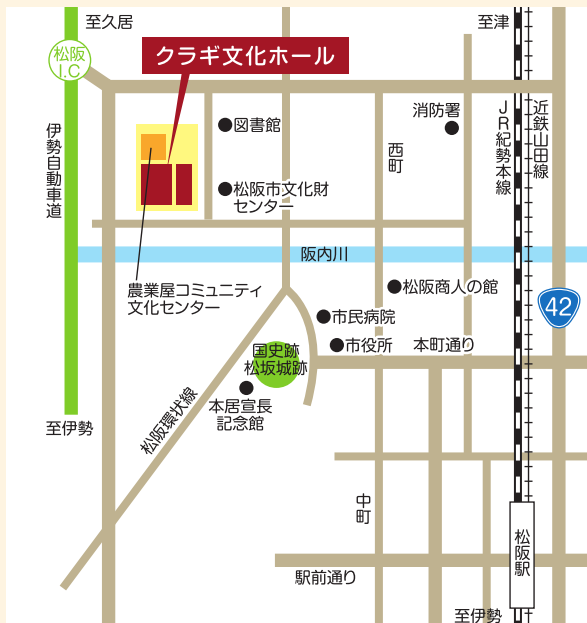 至久居
至津
松阪
I.C
クラギ文化ホール
消防署
図書館
西町
JR紀勢本線
近鉄山田線
伊勢自動車道
松阪市文化財
センター
阪内川
農業屋コミュニティ
文化センター
松阪商人の館
42
市民病院
市役所
本町通り
国史跡
松坂城跡
本居宣長
記念館
松阪環状線
至伊勢
中町
松阪駅
駅前通り
至伊勢